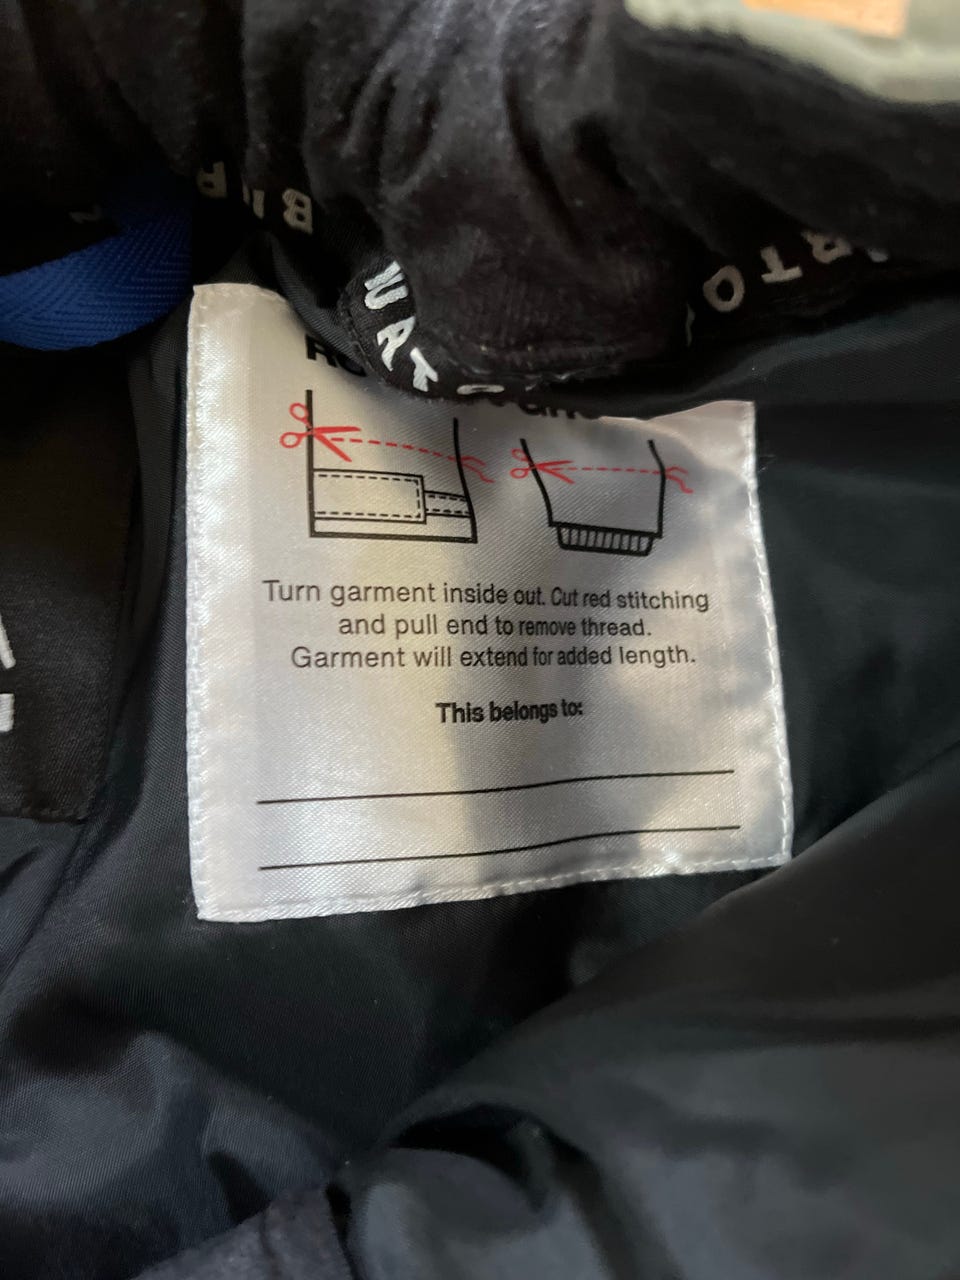 Turn garment inside out. Cut red stitching
and pull end to remove thread.
Garment will extend for added length.
This belongs to: